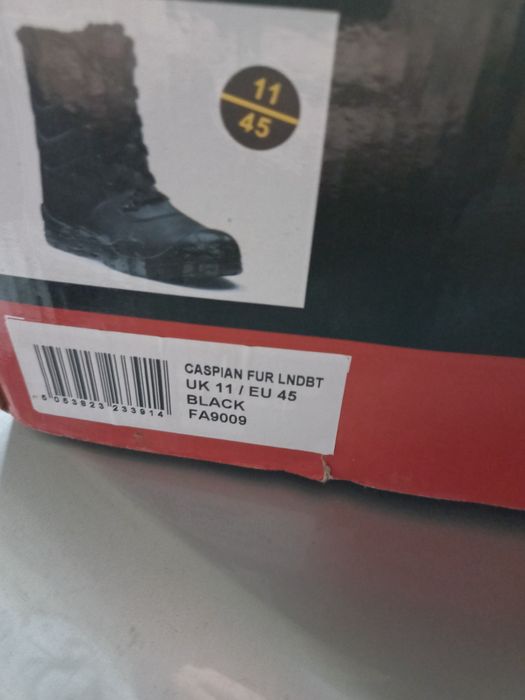 11
45
CASPIAN FUR LNDBT
UK 11 / EU 45
BLACK
FA9009
5 053823 233914